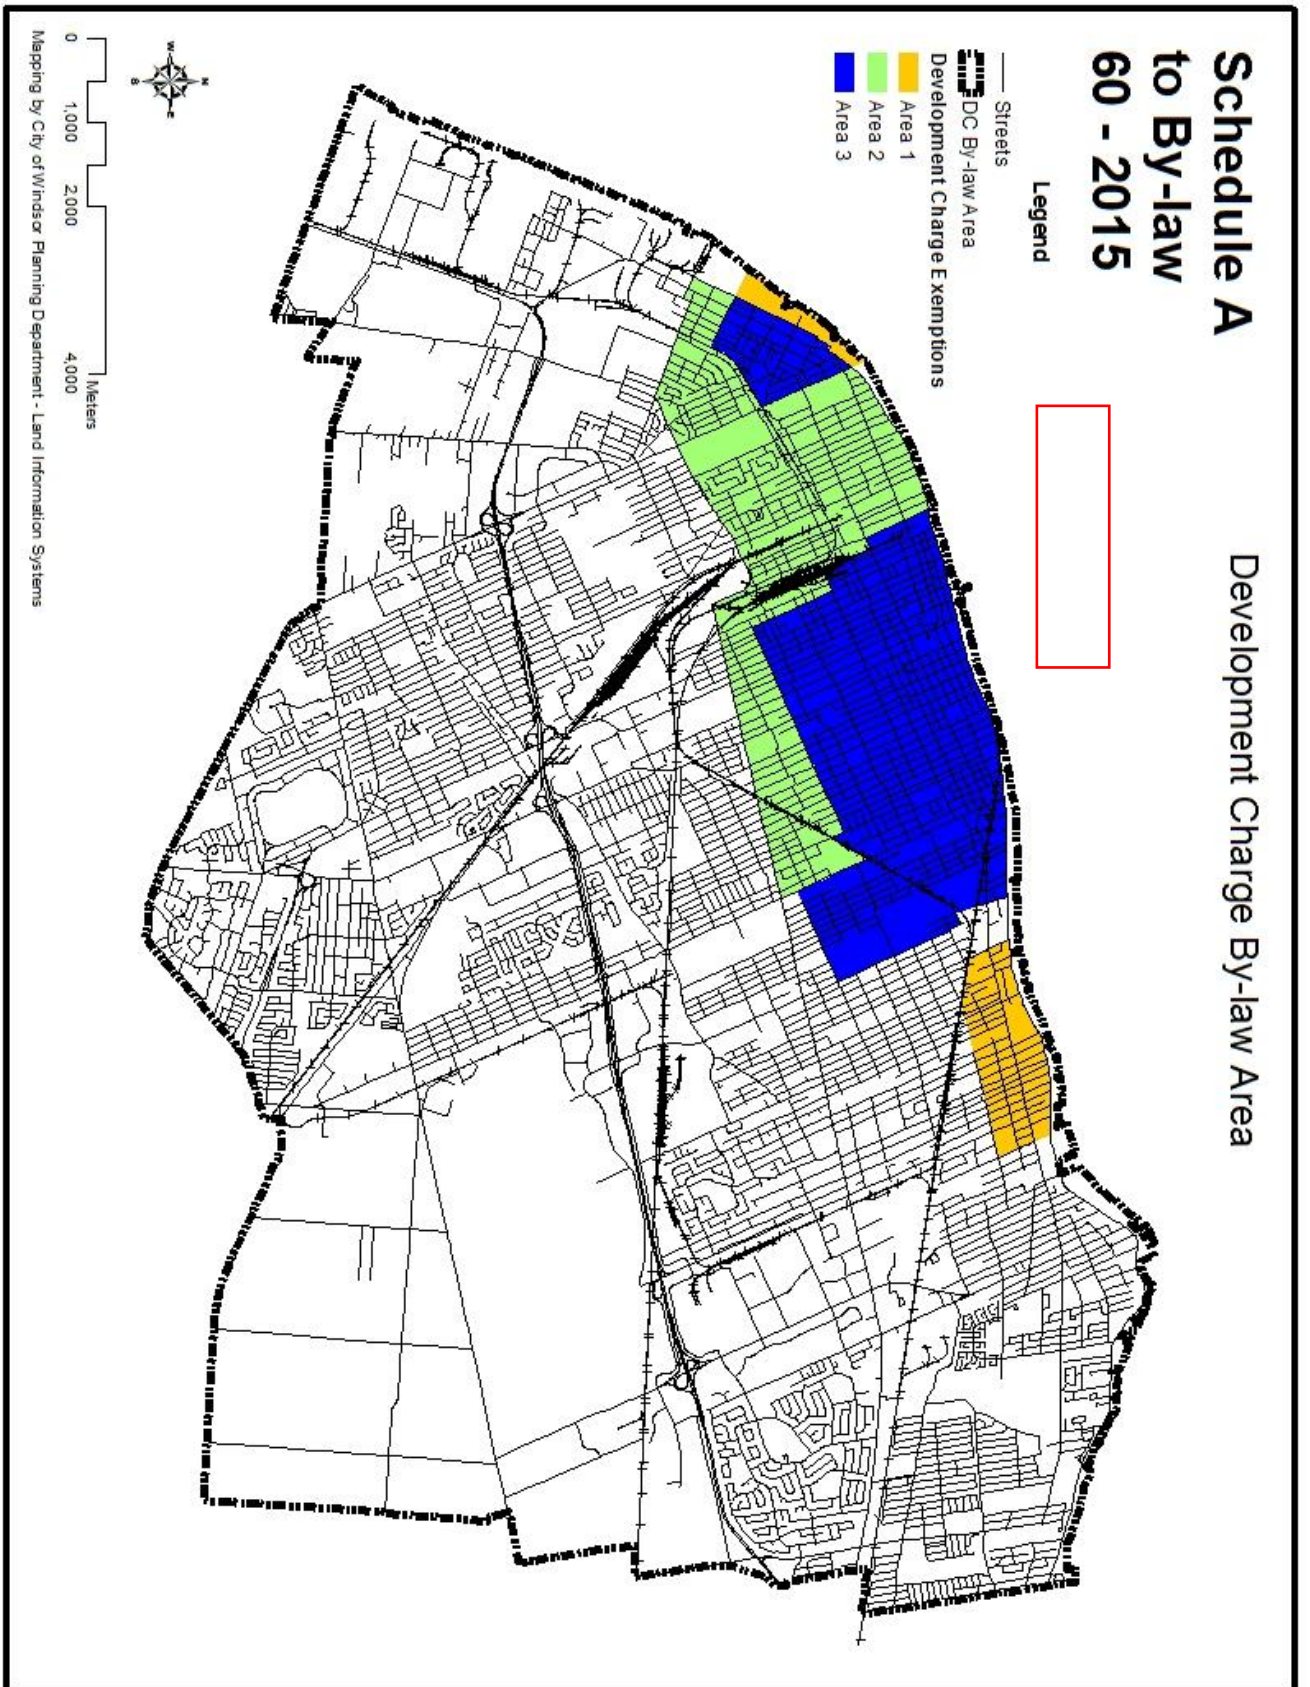 Schedule A
to By-law
60 - 2015
Development Charge By-law Area
Legend
Streets
DC By-law Area
Development Charge Exemptions
Area 1
Area 2
Area 3
N
W
E
S
0 1,000 2,000 4,000
Meters
Mapping by City of Windsor Planning Department - Land Information Systems